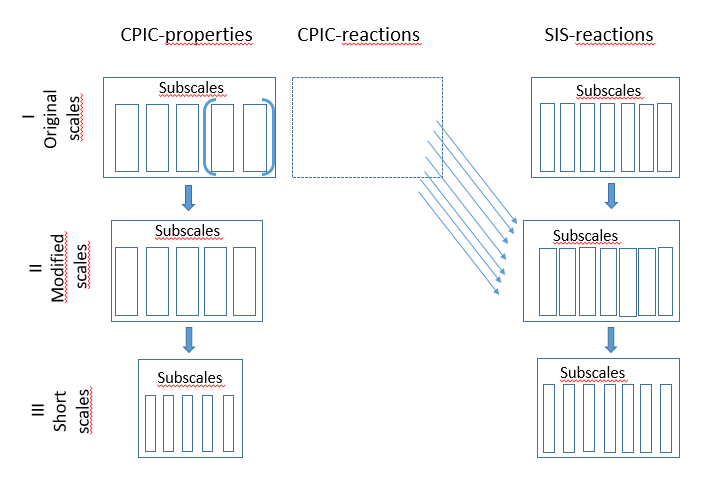 CPIC-properties
CPIC-reactions
SIS-reactions
I
Original
scales
Subscales
Subscales
II
Modified
scales
Subscales
Subscales
III
Short
scales
Subscales
Subscales